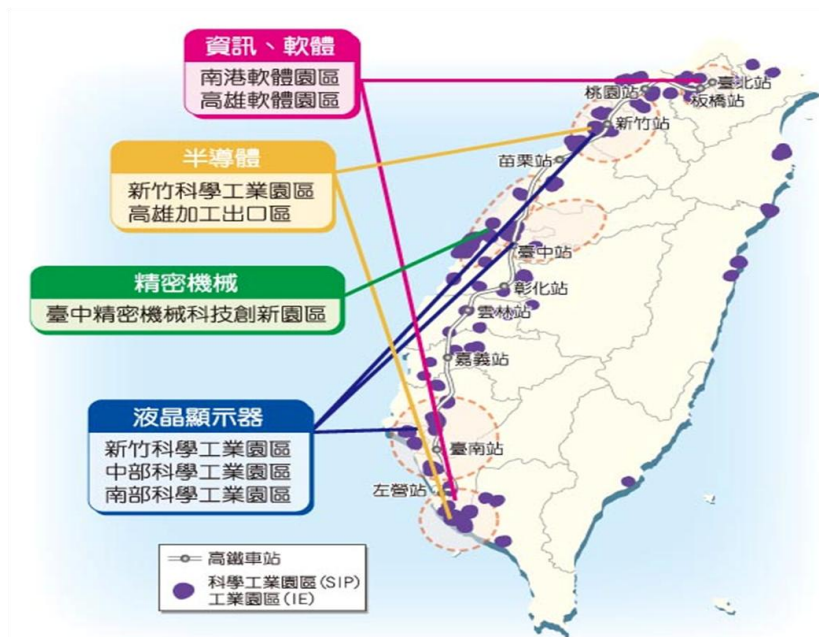 資訊、軟體
南港軟體園區
高雄軟體園區
半導體
新竹科學工業園區
高雄加工出口區
精密機械
臺中精密機械科技創新園區
液晶顯示器
新竹科學工業園區
中部科學工業園區
南部科學工業園區
臺北站
板橋站
桃園站
新竹站
苗栗站
臺中站
彰化站
雲林站
嘉義站
臺南站
左營站
高鐵車站
科學工業園區(SIP)
工業園區(IE)